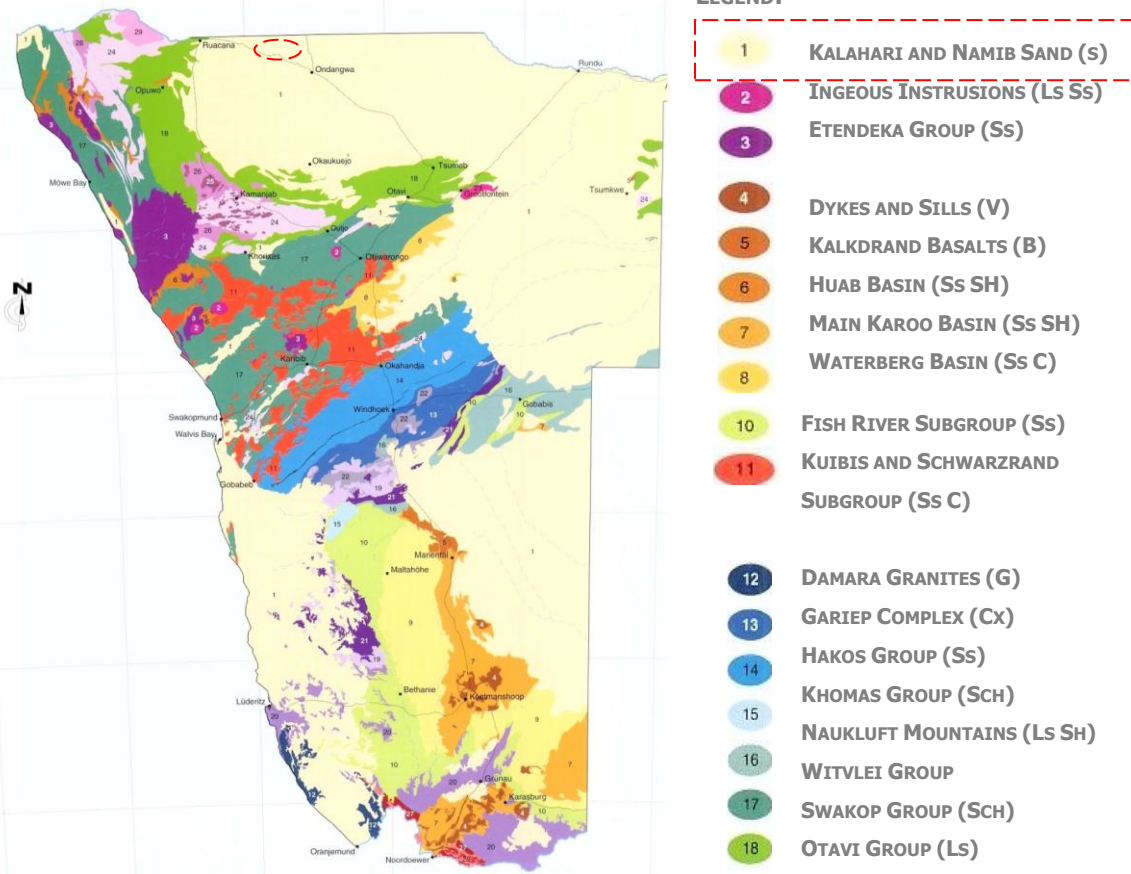 LEGEND:
1 KALAHARI AND NAMIB SAND (S)
2 INGEOUS INSTRUSIONS (LS SS)
3 ETENDEKA GROUP (SS)
4 DYKES AND SILLS (V)
5 KALKDRAND BASALTS (B)
6 HUAB BASIN (SS SH)
7 MAIN KAROO BASIN (SS SH)
8 WATERBERG BASIN (SS C)
10 FISH RIVER SUBGROUP (SS)
11 KUIBIS AND SCHWARZRAND
SUBGROUP (SS C)
12 DAMARA GRANITES (G)
13 GARIEP COMPLEX (CX)
14 HAKOS GROUP (SS)
15 KHOMAS GROUP (SCH)
NAUKLUFT MOUNTAINS (LS SH)
16 WITVLEI GROUP
17 SWAKOP GROUP (SCH)
18 OTAVI GROUP (LS)
N
Ruacana
Ondangwa
Rundu
Opuwo
Okaukuejo
Tsumeb
Möwe Bay
Kamanjab
Otavi
Grootfontein
Tsumkwe
Outjo
Khorixas
Otjiwarongo
Karibib
Okahandja
Swakopmund
Windhoek
Gobabis
Walvis Bay
Gobabeb
Mariental
Maltahöhe
Bethanie
Keetmanshoop
Lüderitz
Grünau
Karasburg
Oranjemund
Noordoewer